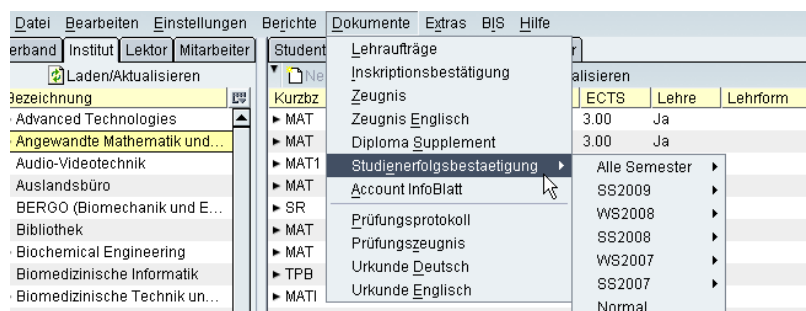 Datei Bearbeiten Einstellungen Berichte Dokumente Extras BIS Hilfe
erband Institut Lektor Mitarbeiter
Laden/Aktualisieren
Bezeichnung
Advanced Technologies
Angewandte Mathematik und...
Audio-Videotechnik
Auslandsbüro
BERGO (Biomechanik und E...
Bibliothek
Biochemical Engineering
Biomedizinische Informatik
Biomedizinische Technik un...
Student
r
Ne
alisieren
Kurzbz
ECTS Lehre Lehrform
MAT
3.00 Ja
MAT
3.00 Ja
MAT1
MAT
SR
MAT
MAT
TPB
MATI
Lehraufträge
Inskriptionsbestätigung
Zeugnis
Zeugnis Englisch
Diploma Supplement
Studienerfolgsbestaetigung
Account InfoBlatt
Prüfungsprotokoll
Prüfungszeugnis
Urkunde Deutsch
Urkunde Englisch
Alle Semester
SS2009
WS2008
SS2008
WS2007
SS2007
Normal